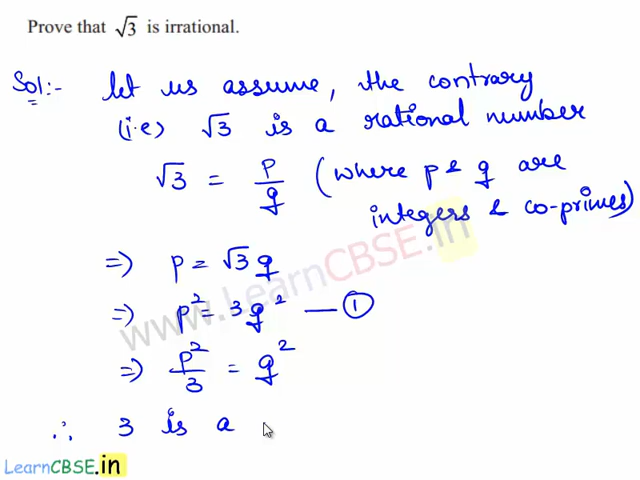 Prove that √3 is irrational.
Sol:- Let us assume, the contrary
(i.e) √3 is a rational number
√3 = p/q (where p & q are
integers & co-primes)
⇒ p = √3 q
⇒ p² = 3q² — ①
⇒ p²/3 = q²
∴ 3 is a
www.LearnCBSE.in
LearnCBSE.in